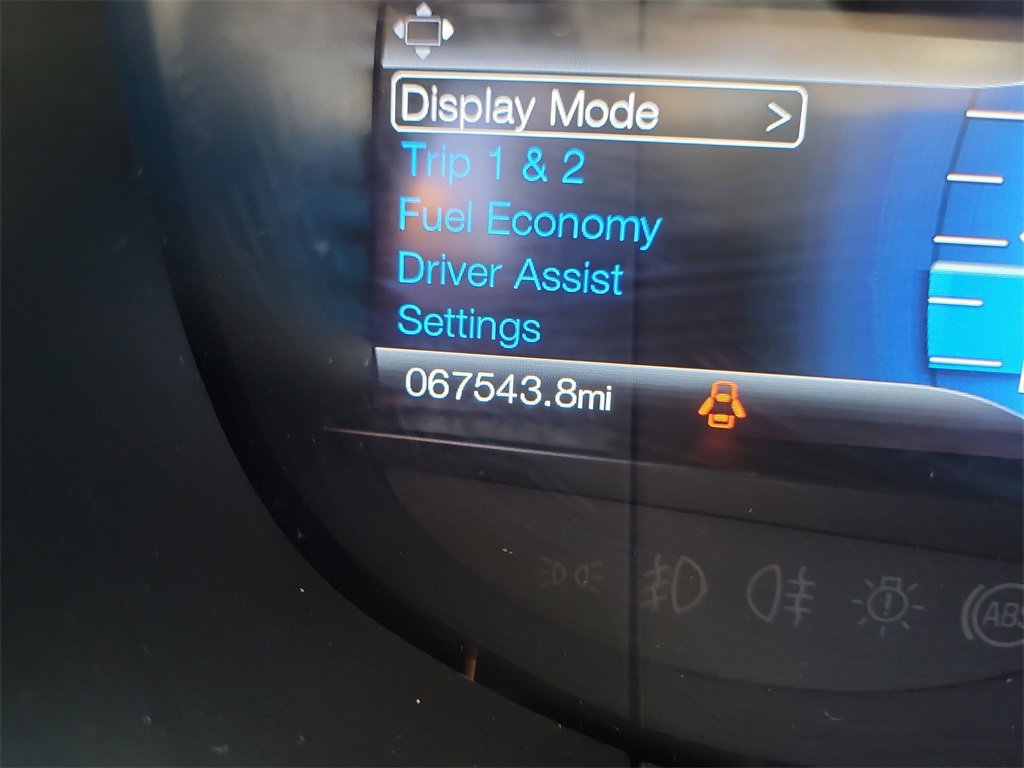 Display Mode >
Trip 1 & 2
Fuel Economy
Driver Assist
Settings
067543.8mi
ABS